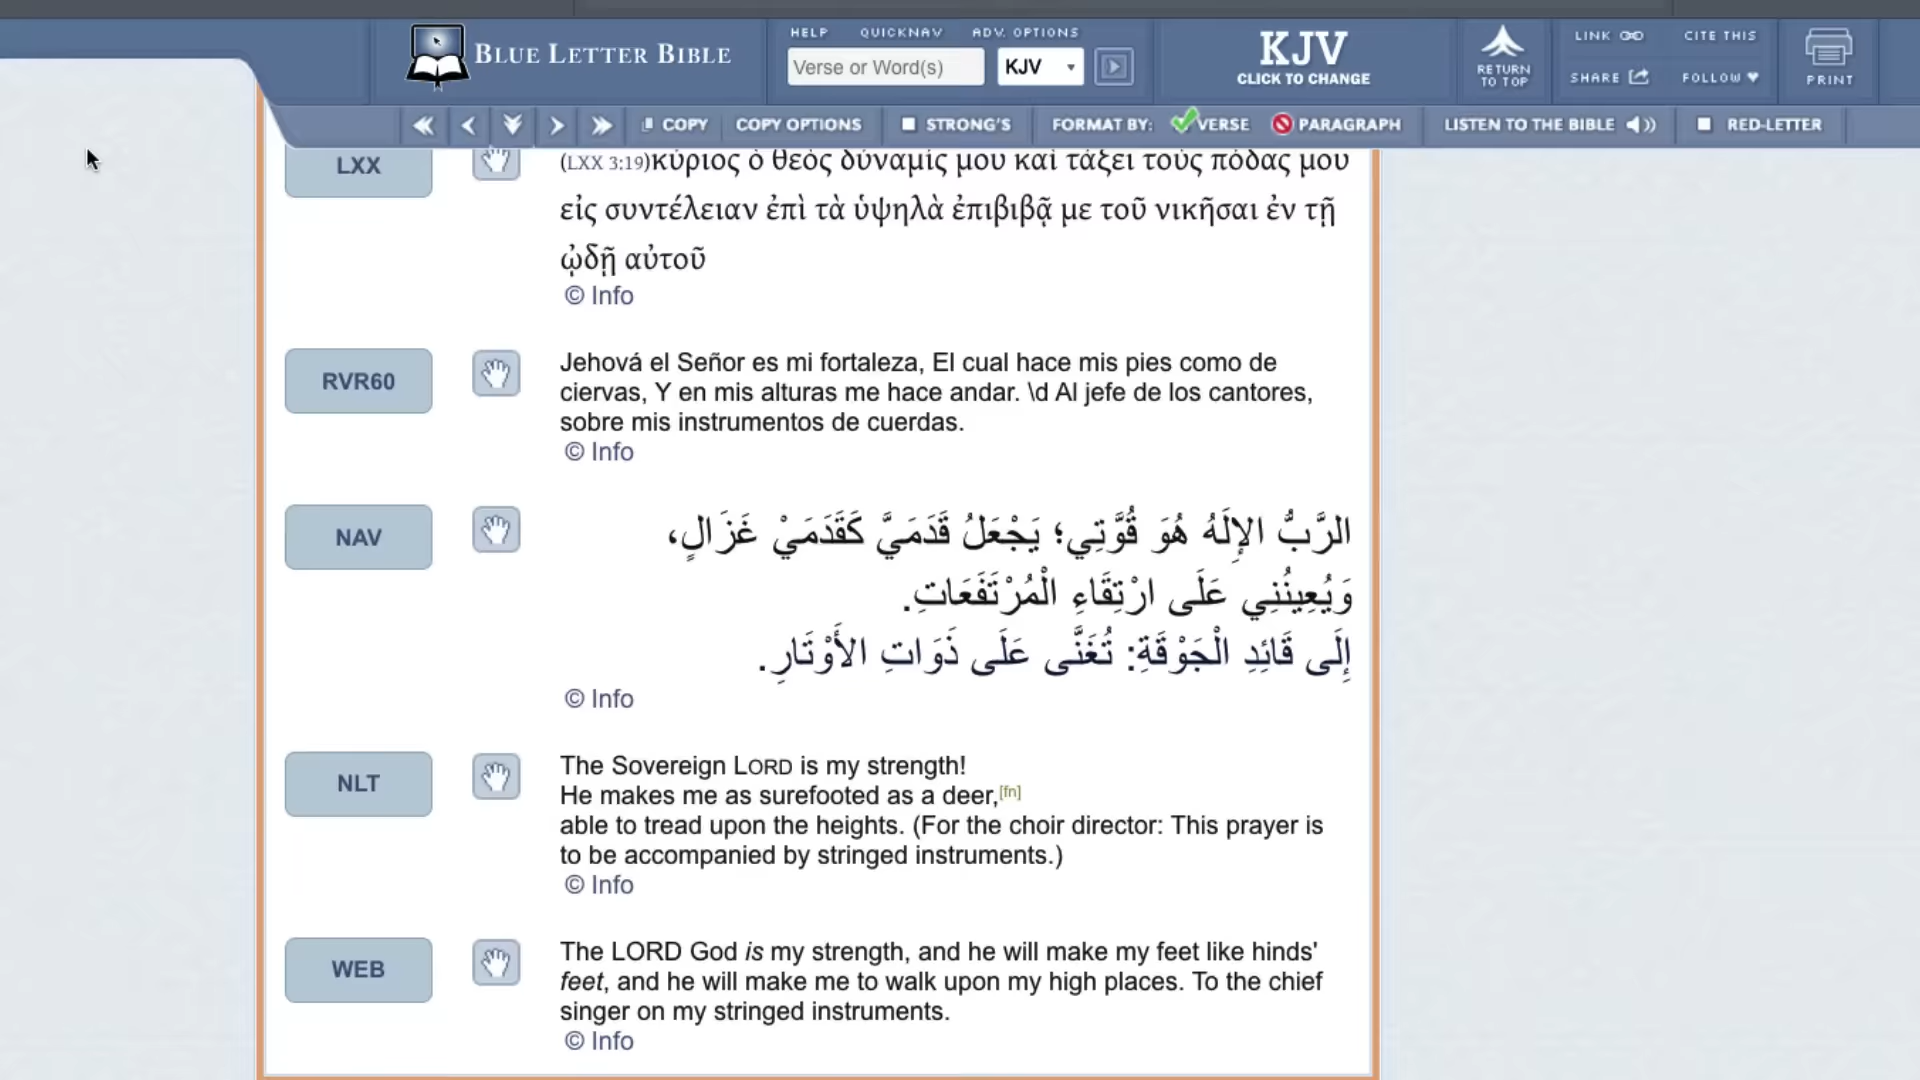 BLUE LETTER BIBLE
HELP QUICKNAV ADV. OPTIONS
Verse or Word(s) KJV
KJV
CLICK TO CHANGE
RETURN
TO TOP
LINK CITE THIS
SHARE FOLLOW
PRINT
COPY COPY OPTIONS STRONG'S FORMAT BY: VERSE PARAGRAPH LISTEN TO THE BIBLE RED-LETTER
LXX
(LXX 3:19)κύριος ὁ θεός δύναμίς μου καὶ τάξει τοὺς πόδας μου
εἰς συντέλειαν ἐπὶ τὰ ὑψηλὰ ἐπιβιβᾷ με τοῦ νικῆσαι ἐν τῇ
ᾠδῇ αὐτοῦ
© Info
RVR60
Jehová el Señor es mi fortaleza, El cual hace mis pies como de
ciervas, Y en mis alturas me hace andar. \d Al jefe de los cantores,
sobre mis instrumentos de cuerdas.
© Info
NAV
الرَّبُّ الإِلَهُ هُوَ قُوَّتِي؛ يَجْعَلُ قَدَمَيَّ كَقَدَمَيْ غَزَالٍ،
وَيُعِينُنِي عَلَى ارْتِقَاءِ الْمُرْتَفَعَاتِ.
إِلَى قَائِدِ الْجَوْقَةِ: تُغَنَّى عَلَى ذَوَاتِ الأَوْتَارِ.
© Info
NLT
The Sovereign LORD is my strength!
He makes me as surefooted as a deer,[fn]
able to tread upon the heights. (For the choir director: This prayer is
to be accompanied by stringed instruments.)
© Info
WEB
The LORD God is my strength, and he will make my feet like hinds'
feet, and he will make me to walk upon my high places. To the chief
singer on my stringed instruments.
© Info